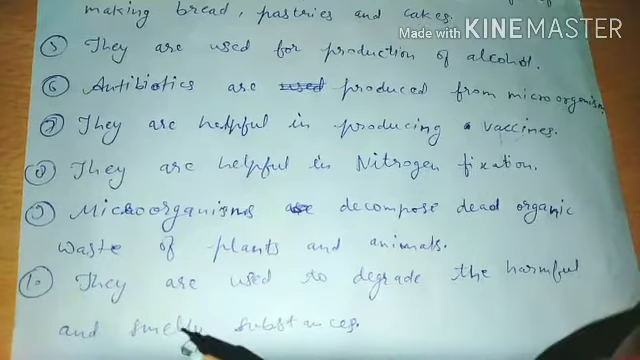 making bread, pastries and cakes.
Made with KINEMASTER
⑤ They are used for production of alcohol.
⑥ Antibiotics are produced from microorganism
⑦ They are helpful in producing vaccines.
⑧ They are helpful in Nitrogen fixation.
⑨ Microorganisms decompose dead organic
waste of plants and animals.
⑩ They are used to degrade the harmful
and smelly substances.